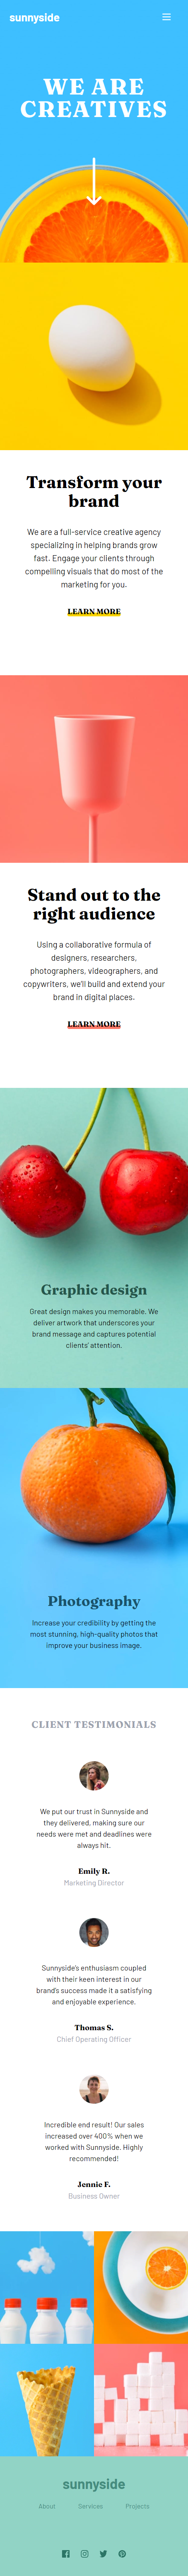 sunnyside
WE ARE
CREATIVES
Transform your
brand
We are a full-service creative agency
specializing in helping brands grow
fast. Engage your clients through
compelling visuals that do most of the
marketing for you.
LEARN MORE
Stand out to the
right audience
Using a collaborative formula of
designers, researchers,
photographers, videographers, and
copywriters, we'll build and extend your
brand in digital places.
LEARN MORE
Graphic design
Great design makes you memorable. We
deliver artwork that underscores your
brand message and captures potential
clients' attention.
Photography
Increase your credibility by getting the
most stunning, high-quality photos that
improve your business image.
CLIENT TESTIMONIALS
We put our trust in Sunnyside and
they delivered, making sure our
needs were met and deadlines were
always hit.
Emily R.
Marketing Director
Sunnyside's enthusiasm coupled
with their keen interest in our
brand's success made it a satisfying
and enjoyable experience.
Thomas S.
Chief Operating Officer
Incredible end result! Our sales
increased over 400% when we
worked with Sunnyside. Highly
recommended!
Jennie F.
Business Owner
sunnyside
About Services Projects